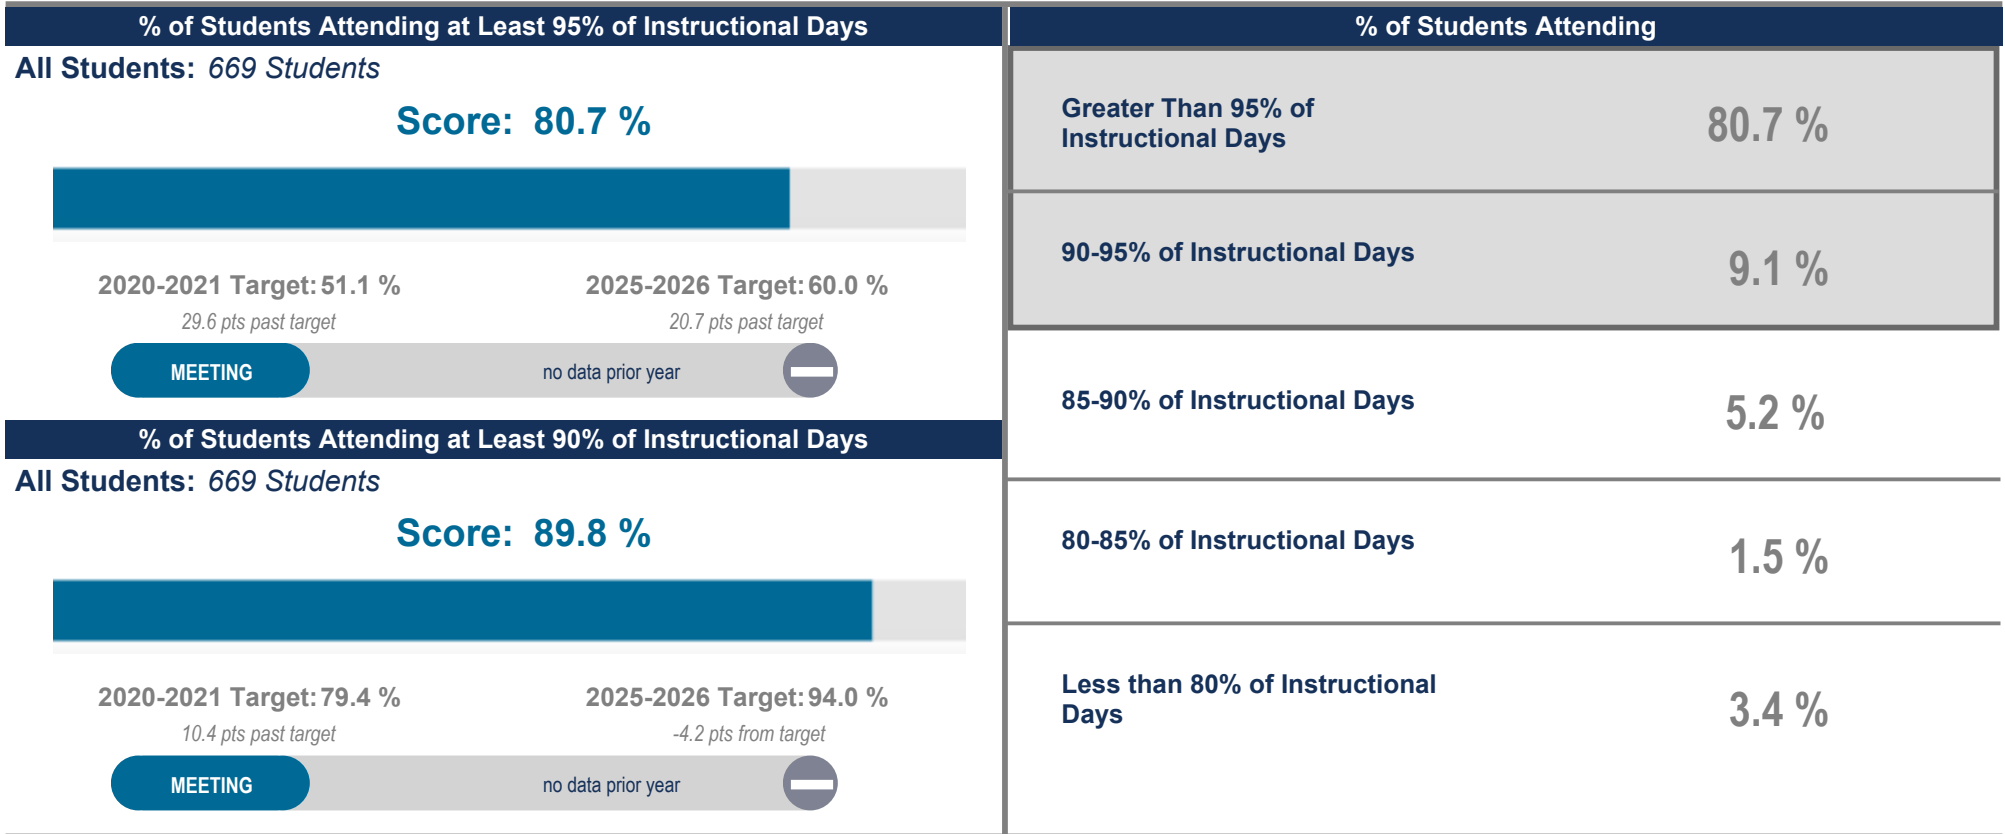 % of Students Attending at Least 95% of Instructional Days
All Students: 669 Students
Score: 80.7 %
2020-2021 Target: 51.1 %
29.6 pts past target
2025-2026 Target: 60.0 %
20.7 pts past target
MEETING
no data prior year
% of Students Attending at Least 90% of Instructional Days
All Students: 669 Students
Score: 89.8 %
2020-2021 Target: 79.4 %
10.4 pts past target
2025-2026 Target: 94.0 %
-4.2 pts from target
MEETING
no data prior year
% of Students Attending
Greater Than 95% of
Instructional Days
80.7 %
90-95% of Instructional Days
9.1 %
85-90% of Instructional Days
5.2 %
80-85% of Instructional Days
1.5 %
Less than 80% of Instructional
Days
3.4 %